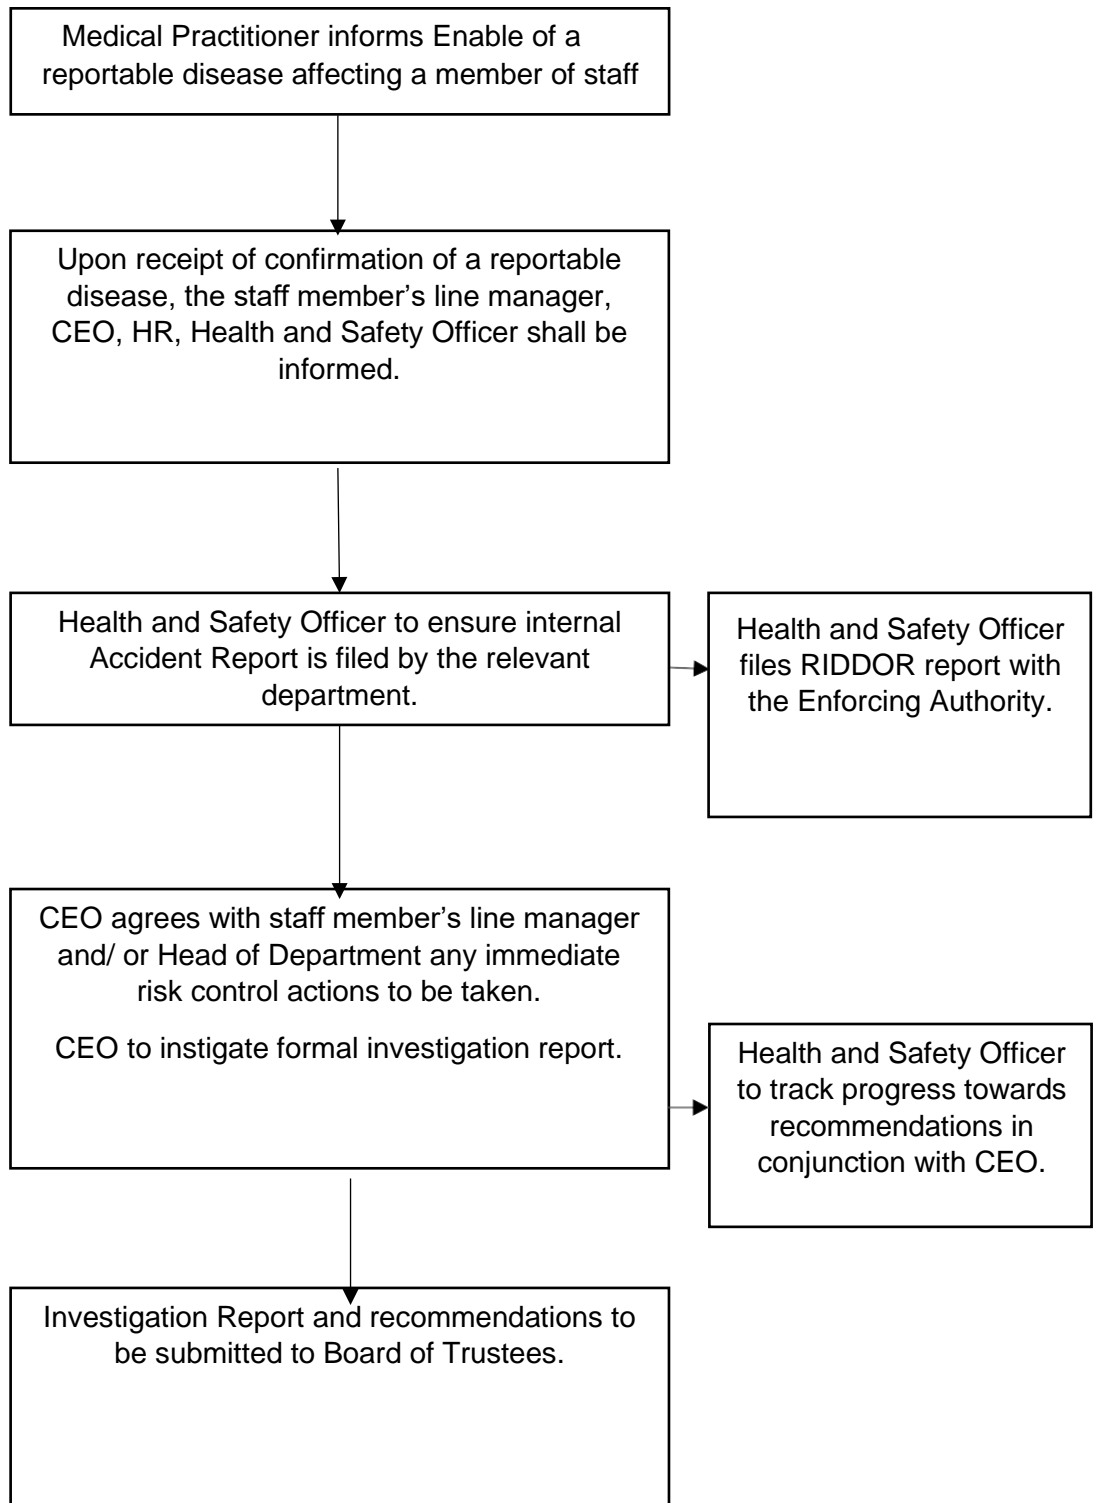 Medical Practitioner informs Enable of a
reportable disease affecting a member of staff
Upon receipt of confirmation of a reportable
disease, the staff member’s line manager,
CEO, HR, Health and Safety Officer shall be
informed.
Health and Safety Officer to ensure internal
Accident Report is filed by the relevant
department.
Health and Safety Officer
files RIDDOR report with
the Enforcing Authority.
CEO agrees with staff member’s line manager
and/ or Head of Department any immediate
risk control actions to be taken.
CEO to instigate formal investigation report.
Health and Safety Officer
to track progress towards
recommendations in
conjunction with CEO.
Investigation Report and recommendations to
be submitted to Board of Trustees.